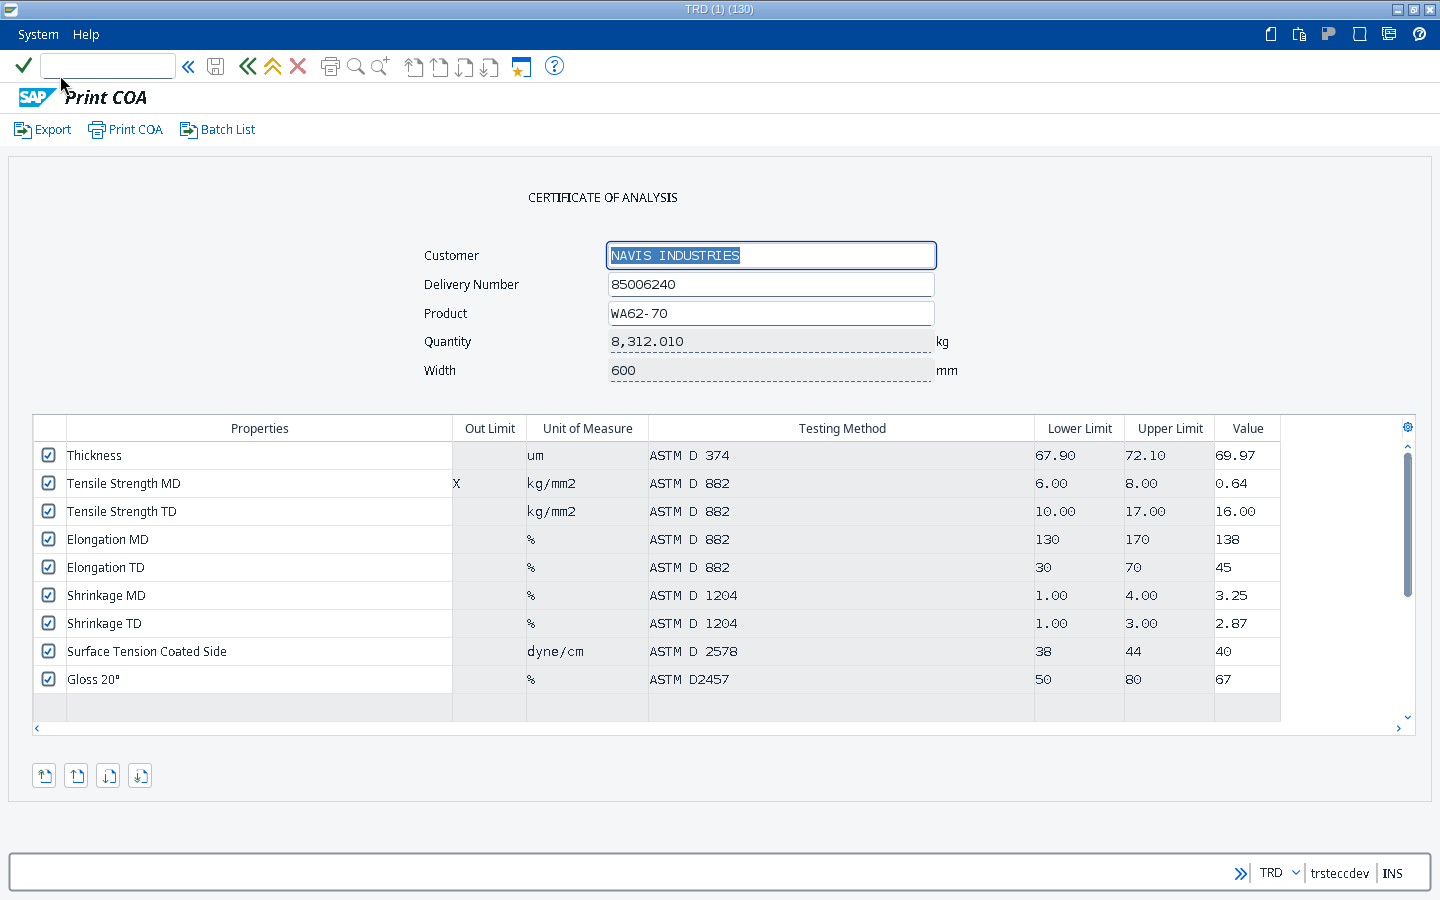 TRD (1) (130)
System Help
SAP Print COA
Export Print COA Batch List
CERTIFICATE OF ANALYSIS
Customer NAVIS INDUSTRIES
Delivery Number 85006240
Product WA62-70
Quantity 8,312.010 kg
Width 600 mm
Properties Out Limit Unit of Measure Testing Method Lower Limit Upper Limit Value
Thickness um ASTM D 374 67.90 72.10 69.97
Tensile Strength MD X kg/mm2 ASTM D 882 6.00 8.00 0.64
Tensile Strength TD kg/mm2 ASTM D 882 10.00 17.00 16.00
Elongation MD % ASTM D 882 130 170 138
Elongation TD % ASTM D 882 30 70 45
Shrinkage MD % ASTM D 1204 1.00 4.00 3.25
Shrinkage TD % ASTM D 1204 1.00 3.00 2.87
Surface Tension Coated Side dyne/cm ASTM D 2578 38 44 40
Gloss 20° % ASTM D2457 50 80 67
TRD trsteccdev INS